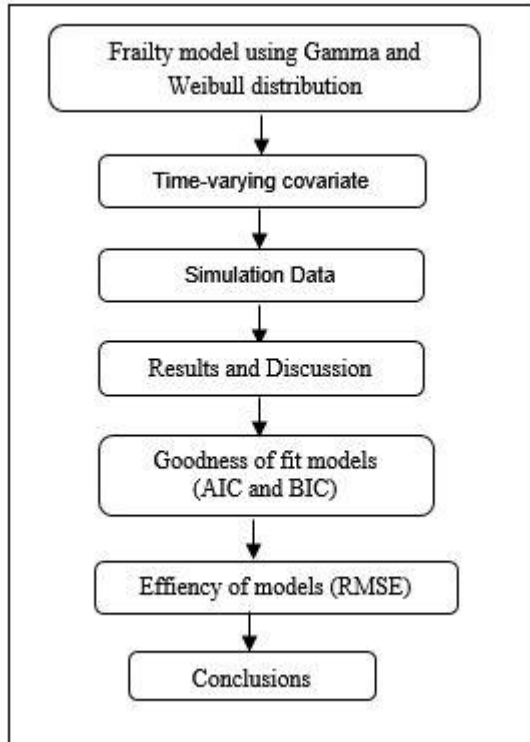 Frailty model using Gamma and
Weibull distribution
Time-varying covariate
Simulation Data
Results and Discussion
Goodness of fit models
(AIC and BIC)
Effiency of models (RMSE)
Conclusions